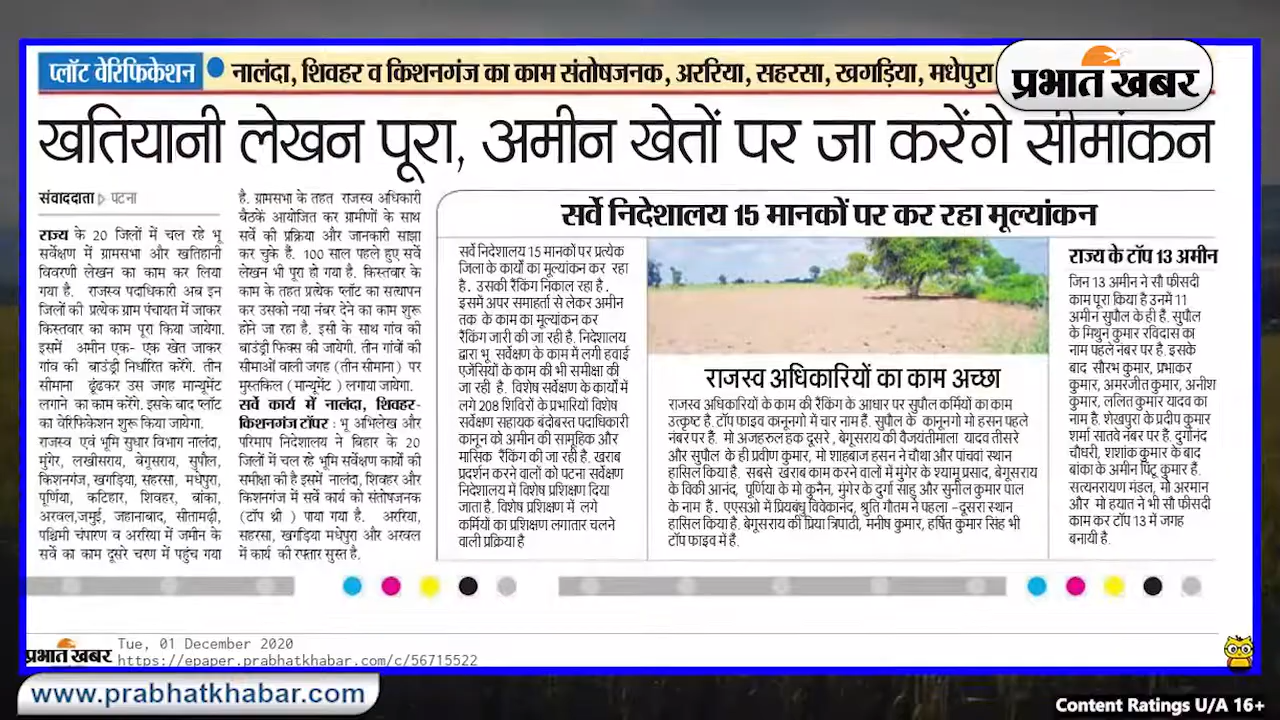 प्लॉट वेरिफिकेशन
नालंदा, शिवहर व किशनगंज का काम संतोषजनक, अररिया, सहरसा, खगड़िया, मधेपुरा
प्रभात खबर
खतियानी लेखन पूरा, अमीन खेतों पर जा करेंगे सीमांकन
संवाददाता ▷ पटना
राज्य के 20 जिलों में चल रहे भू
सर्वेक्षण में ग्रामसभा और खतिहानी
विवरणी लेखन का काम कर लिया
गया है. राजस्व पदाधिकारी अब इन
जिलों की प्रत्येक ग्राम पंचायत में जाकर
किस्तवार का काम पूरा किया जायेगा.
इसमें अमीन एक- एक खेत जाकर
गांव की बाउंड्री निर्धारित करेंगे. तीन
सीमाना ढूंढकर उस जगह मान्यूमेंट
लगाने का काम करेंगे. इसके बाद प्लॉट
का वेरिफिकेशन शुरू किया जायेगा.
राजस्व एवं भूमि सुधार विभाग नालंदा,
मुंगेर, लखीसराय, बेगूसराय, सुपौल,
किशनगंज, खगड़िया, सहरसा, मधेपुरा,
पूर्णिया, कटिहार, शिवहर, बांका,
अरवल,जमुई, जहानाबाद, सीतामढ़ी,
पश्चिमी चंपारण व अररिया में जमीन के
सर्वे का काम दूसरे चरण में पहुंच गया
है. ग्रामसभा के तहत राजस्व अधिकारी
बैठकें आयोजित कर ग्रामीणों के साथ
सर्वे की प्रक्रिया और जानकारी साझा
कर चुके है. 100 साल पहले हुए सर्वे
लेखन भी पूरा हो गया है. किस्तवार के
काम के तहत प्रत्येक प्लॉट का सत्यापन
कर उसको नया नंबर देने का काम शुरू
होने जा रहा है. इसी के साथ गांव की
बाउंड्री फिक्स की जायेगी. तीन गांवों की
सीमाओं वाली जगह (तीन सीमाना) पर
मुस्तकिल (मान्यूमेंट ) लगाया जायेगा.
सर्वे कार्य में नालंदा, शिवहर-
किशनगंज टॉपर : भू अभिलेख और
परिमाप निदेशालय ने बिहार के 20
जिलों में चल रहे भूमि सर्वेक्षण कार्यों की
समीक्षा की है इसमें नालंदा, शिवहर और
किशनगंज में सर्वे कार्य को संतोषजनक
(टॉप थ्री ) पाया गया है. अररिया,
सहरसा, खगड़िया मधेपुरा और अरवल
में कार्य की रफ्तार सुस्त है.
सर्वे निदेशालय 15 मानकों पर कर रहा मूल्यांकन
सर्वे निदेशालय 15 मानकों पर प्रत्येक
जिला के कार्यों का मूल्यांकन कर रहा
है. उसकी रैंकिंग निकाल रहा है.
इसमें अपर समाहर्ता से लेकर अमीन
तक के काम का मूल्यांकन कर
रैंकिंग जारी की जा रही है. निदेशालय
द्वारा भू सर्वेक्षण के काम में लगी हवाई
एजेंसियों के काम की भी समीक्षा की
जा रही है. विशेष सर्वेक्षण के कार्यों में
लगे 208 शिविरों के प्रभारियों विशेष
सर्वेक्षण सहायक बंदोबस्त पदाधिकारी
कानून को अमीन की सामूहिक और
मासिक रैंकिंग की जा रही है. खराब
प्रदर्शन करने वालों को पटना सर्वेक्षण
निदेशालय में विशेष प्रशिक्षण दिया
जाता है. विशेष प्रशिक्षण में लगे
कर्मियों का प्रशिक्षण लगातार चलने
वाली प्रक्रिया है
राजस्व अधिकारियों का काम अच्छा
राजस्व अधिकारियों के काम की रैंकिंग के आधार पर सुपौल कर्मियों का काम
उत्कृष्ट है. टॉप फाइव कानूनगो में चार नाम है. सुपौल के कानूनगो मो हसन पहले
नंबर पर है. मो अजहरुल हक दूसरे , बेगूसराय की वैजयंतीमाला यादव तीसरे
और सुपौल के ही प्रवीण कुमार, मो शाहबाज हसन ने चौथा और पांचवां स्थान
हासिल किया है. सबसे खराब काम करने वालों में मुंगेर के श्यामू प्रसाद, बेगूसराय
के विकी आनंद, पूर्णिया के मो कुनैन, मुंगेर के दुर्गा साहू और सुनील कुमार पाल
के नाम हैं. एएसओ में प्रियबंधु विवेकानंद, श्रुति गौतम ने पहला -दूसरा स्थान
हासिल किया है. बेगूसराय की प्रिया त्रिपाठी, मनीष कुमार, हर्षित कुमार सिंह भी
टॉप फाइव में हैं.
राज्य के टॉप 13 अमीन
जिन 13 अमीन ने सौ फीसदी
काम पूरा किया है उनमें 11
अमीन सुपौल के ही हैं. सुपौल
के मिथुन कुमार रविदास का
नाम पहले नंबर पर है. इसके
बाद सौरभ कुमार, प्रभाकर
कुमार, अमरजीत कुमार, अनीश
कुमार, ललित कुमार यादव का
नाम है. शेखपुरा के प्रदीप कुमार
शर्मा सातवें नंबर पर हैं. दुर्गानंद
चौधरी, शशांक कुमार के बाद
बांका के अमीन पिंटू कुमार हैं.
सत्यनरायण मंडल, मो अरमान
और मो हयात ने भी सौ फीसदी
काम कर टॉप 13 में जगह
बनायी है.
प्रभात खबर
Tue, 01 December 2020
https://epaper.prabhatkhabar.com/c/56715522
www.prabhatkhabar.com
Content Ratings U/A 16+